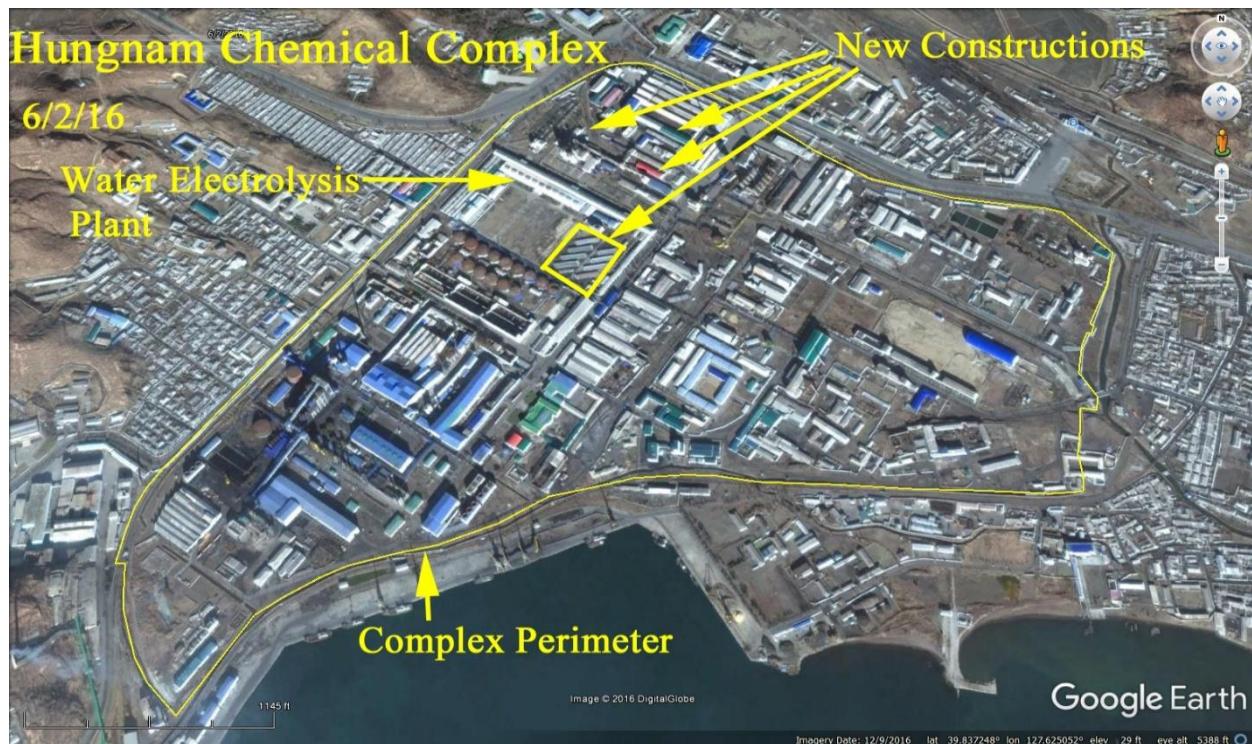 Hungnam Chemical Complex
New Constructions
6/2/16
Water Electrolysis
Plant
Complex Perimeter
N
1145 ft
Image © 2016 DigitalGlobe
Google Earth
Imagery Date: 12/9/2016 lat 39.837248° lon 127.625052° elev 29 ft eye alt 5388 ft